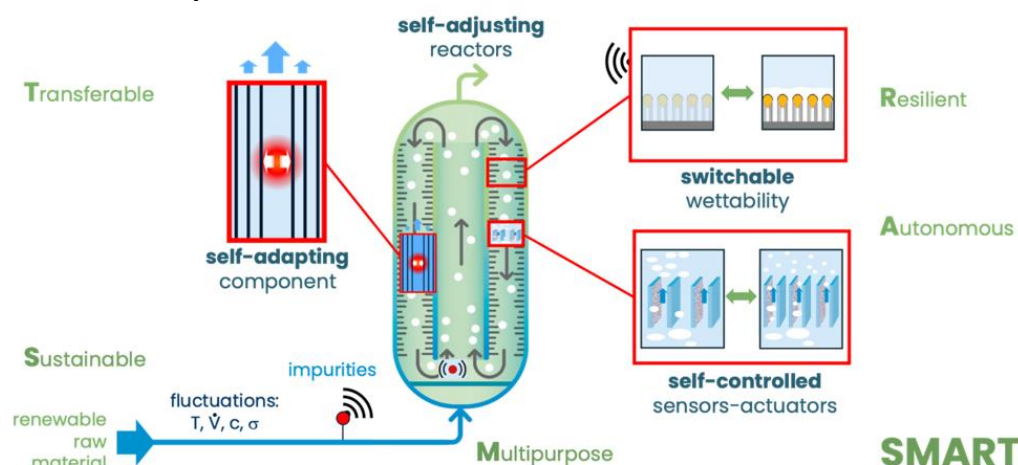 self-adjusting
reactors
Transferable
Resilient
switchable
wettability
Autonomous
self-adapting
component
Sustainable
impurities
self-controlled
sensors-actuators
fluctuations:
T, V̇, c, σ
renewable
raw
material
Multipurpose
SMART